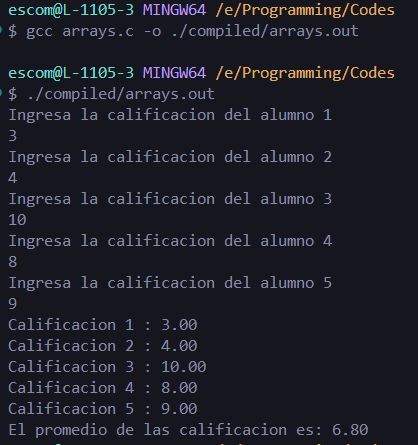 escom@L-1105-3 MINGW64 /e/Programming/Codes
$ gcc arrays.c -o ./compiled/arrays.out
escom@L-1105-3 MINGW64 /e/Programming/Codes
$ ./compiled/arrays.out
Ingresa la calificacion del alumno 1
3
Ingresa la calificacion del alumno 2
4
Ingresa la calificacion del alumno 3
10
Ingresa la calificacion del alumno 4
8
Ingresa la calificacion del alumno 5
9
Calificacion 1 : 3.00
Calificacion 2 : 4.00
Calificacion 3 : 10.00
Calificacion 4 : 8.00
Calificacion 5 : 9.00
El promedio de las calificacion es: 6.80